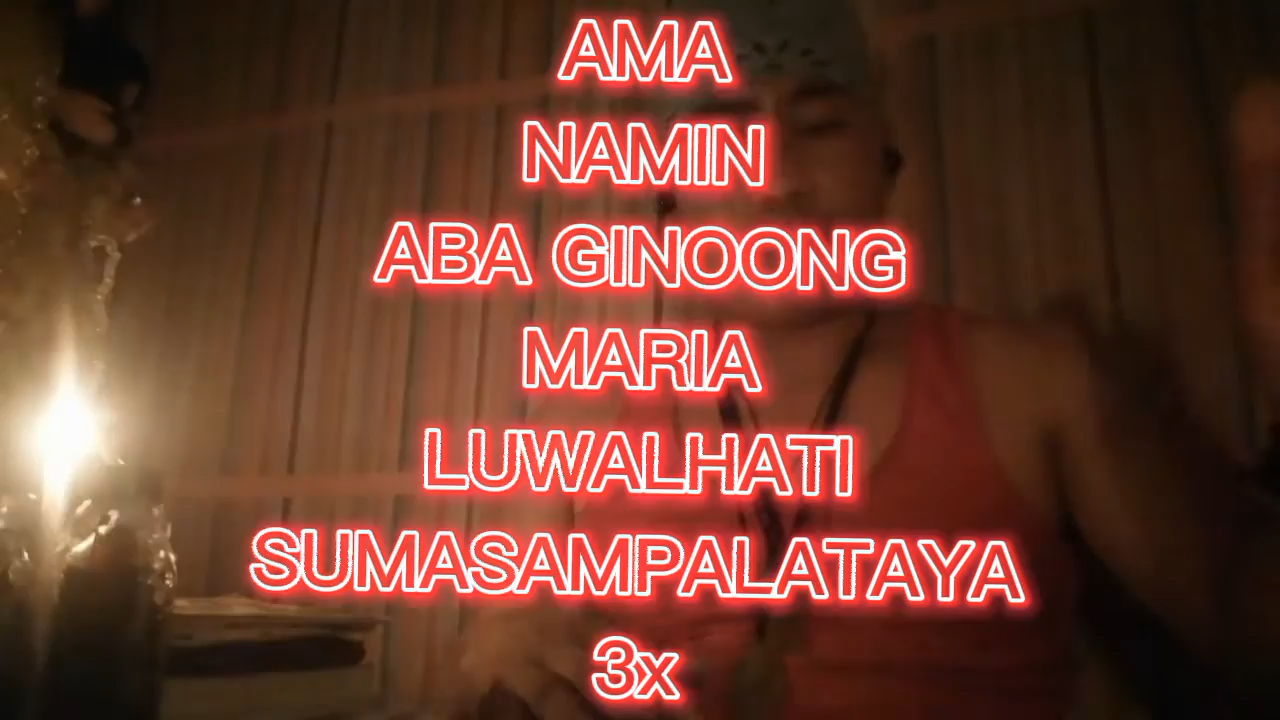 AMA
NAMIN
ABA GINOONG
MARIA
LUWALHATI
SUMASAMPALATAYA
3x